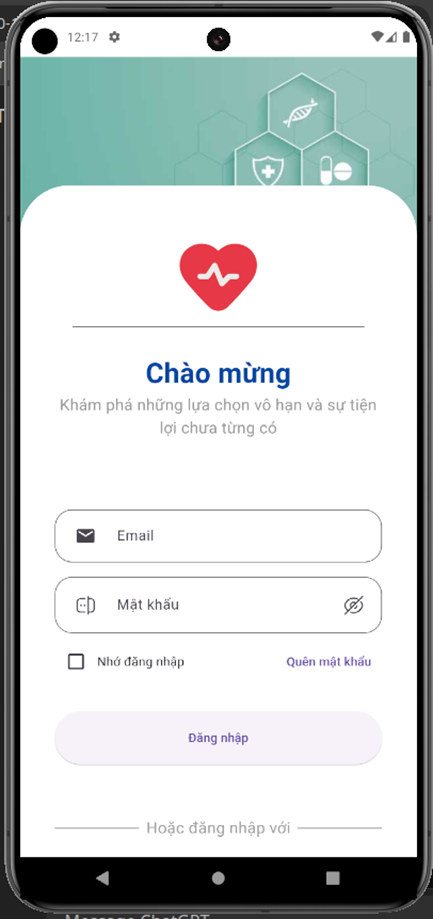 12:17
Chào mừng
Khám phá những lựa chọn vô hạn và sự tiện
lợi chưa từng có
Email
Mật khẩu
Nhớ đăng nhập
Quên mật khẩu
Đăng nhập
Hoặc đăng nhập với
Message ChatGPT